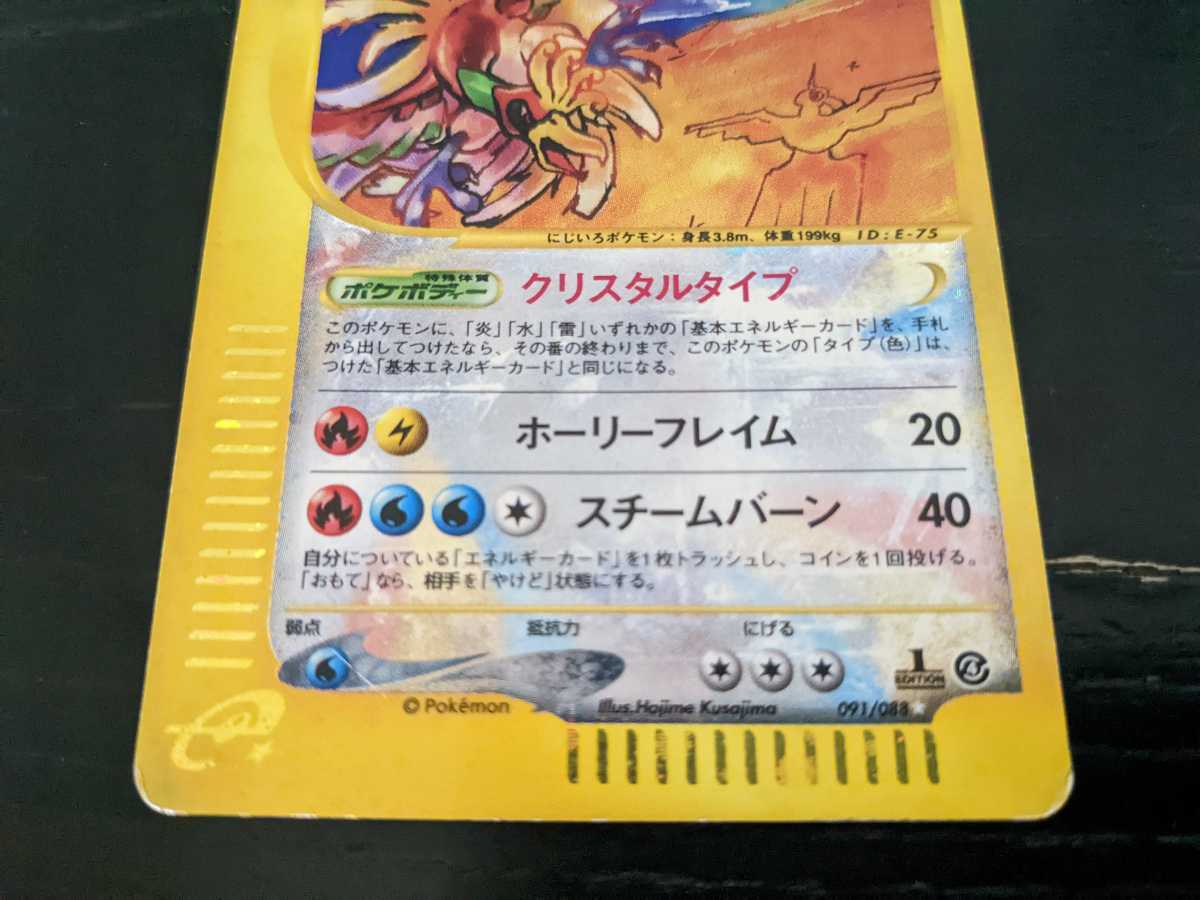 にじいろポケモン：身長3.8m、体重199kg ID:E-75
特殊体質
ポケボディー クリスタルタイプ
このポケモンに、「炎」「水」「雷」いずれかの「基本エネルギーカード」を、手札
から出してつけたなら、その番の終わりまで、このポケモンの「タイプ（色）」は、
つけた「基本エネルギーカード」と同じになる。
ホーリーフレイム 20
スチームバーン 40
自分についている「エネルギーカード」を1枚トラッシュし、コインを1回投げる。
「おもて」なら、相手を「やけど」状態にする。
弱点 抵抗力 にげる
1
EDITION
© Pokémon Illus.Hajime Kusajima 091/088